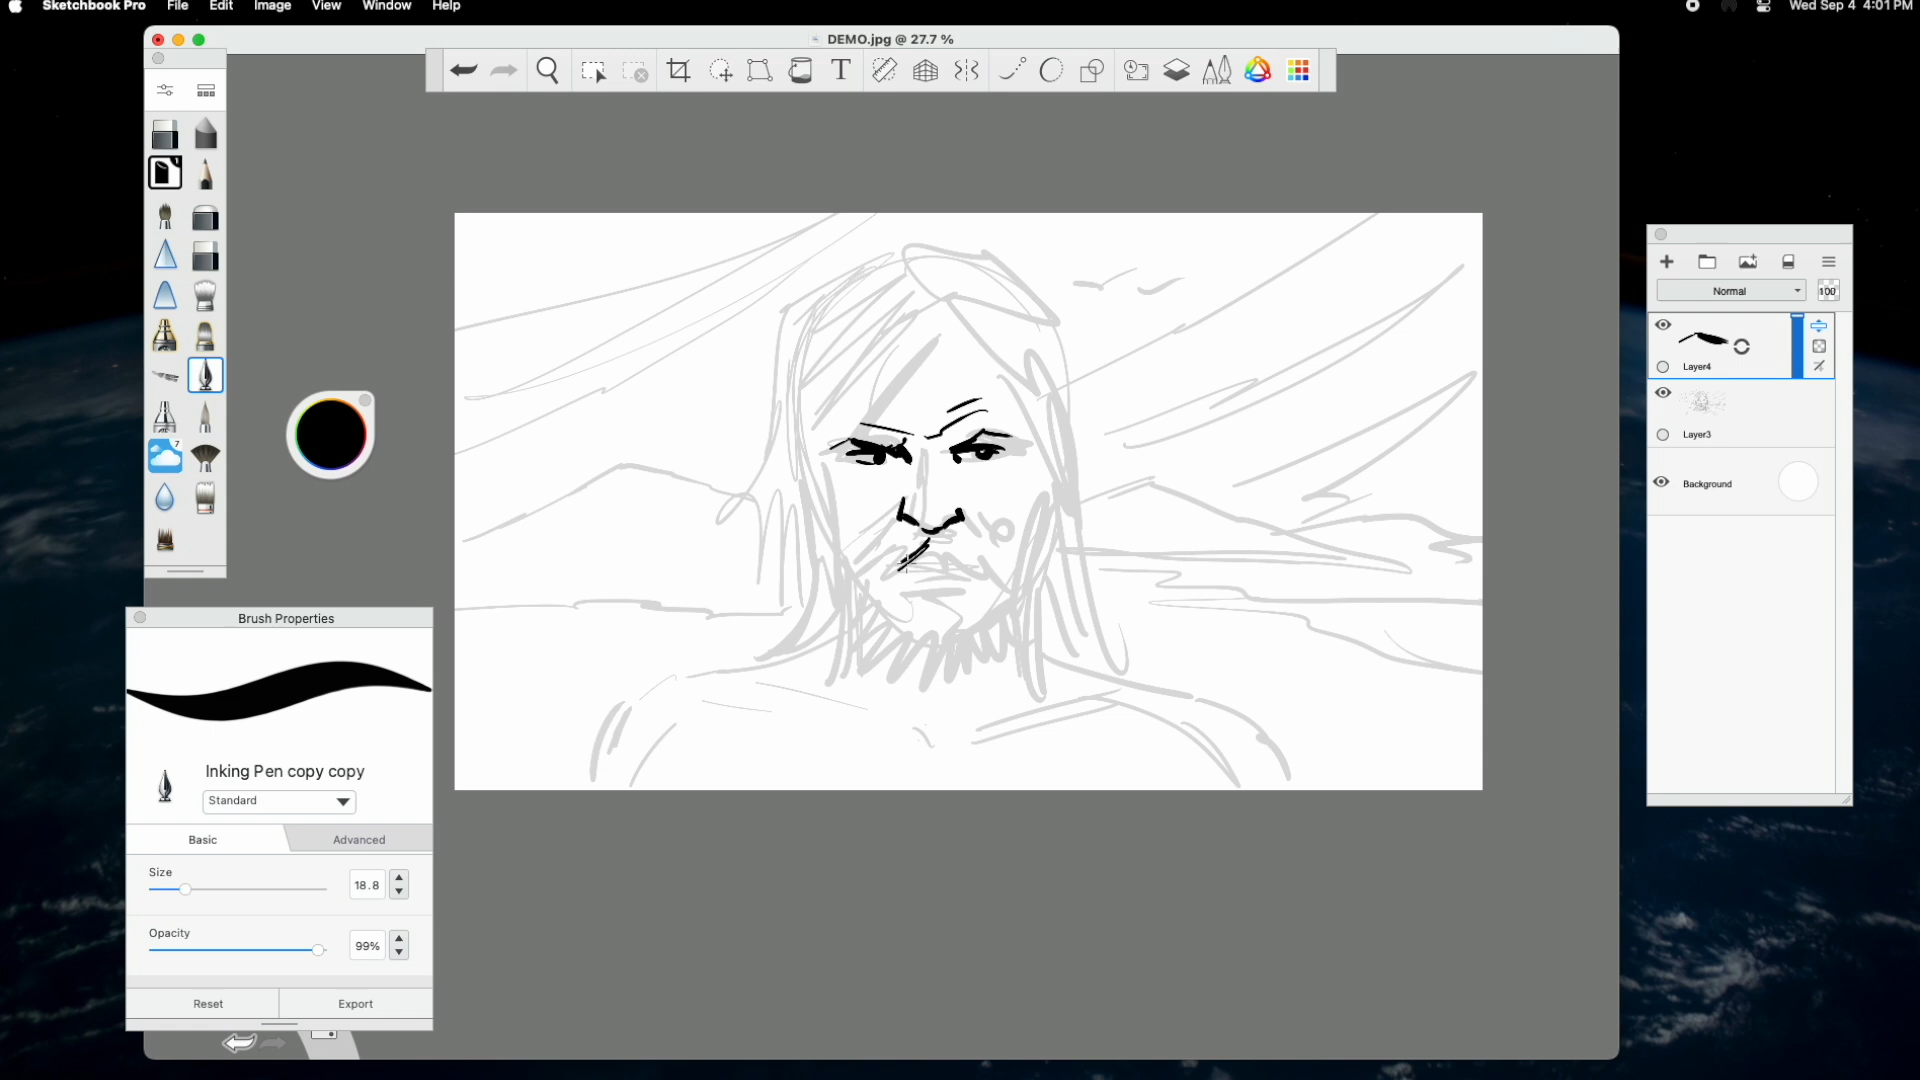 Sketchbook Pro File Edit Image View Window Help
Wed Sep 4 4:01 PM
DEMO.jpg @ 27.7 %
T
Normal
100
Layer4
Layer3
Background
7
Brush Properties
Inking Pen copy copy
Standard
Basic
Advanced
Size
18.8
Opacity
99%
Reset
Export